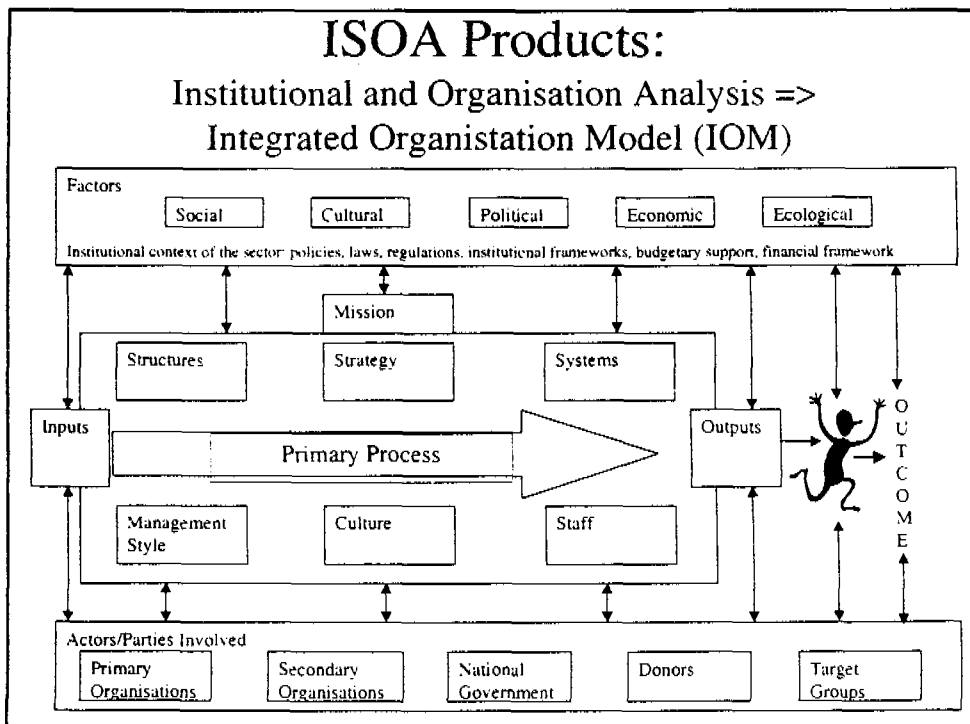 ISOA Products:
Institutional and Organisation Analysis =>
Integrated Organistation Model (IOM)
Factors
Social
Cultural
Political
Economic
Ecological
Institutional context of the sector: policies, laws, regulations, institutional frameworks, budgetary support, financial framework
Mission
Structures
Strategy
Systems
Inputs
Primary Process
Outputs
OUTCOME
Management
Style
Culture
Staff
Actors/Parties Involved
Primary
Organisations
Secondary
Organisations
National
Government
Donors
Target
Groups